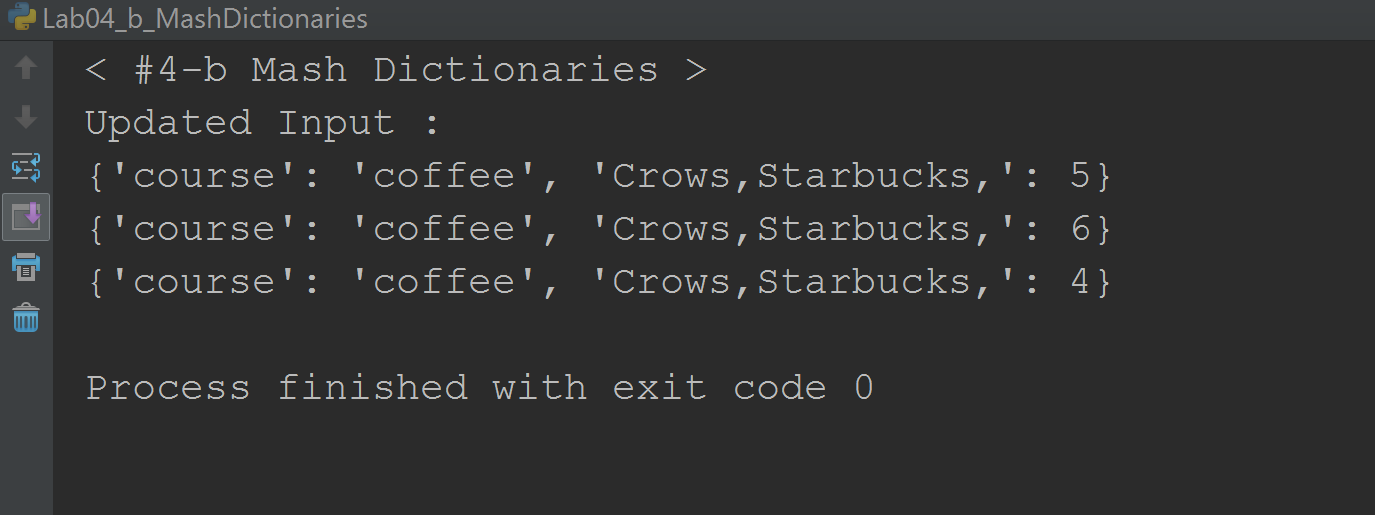 Lab04_b_MashDictionaries
< #4-b Mash Dictionaries >
Updated Input :
{'course': 'coffee', 'Crows,Starbucks,': 5}
{'course': 'coffee', 'Crows,Starbucks,': 6}
{'course': 'coffee', 'Crows,Starbucks,': 4}
Process finished with exit code 0